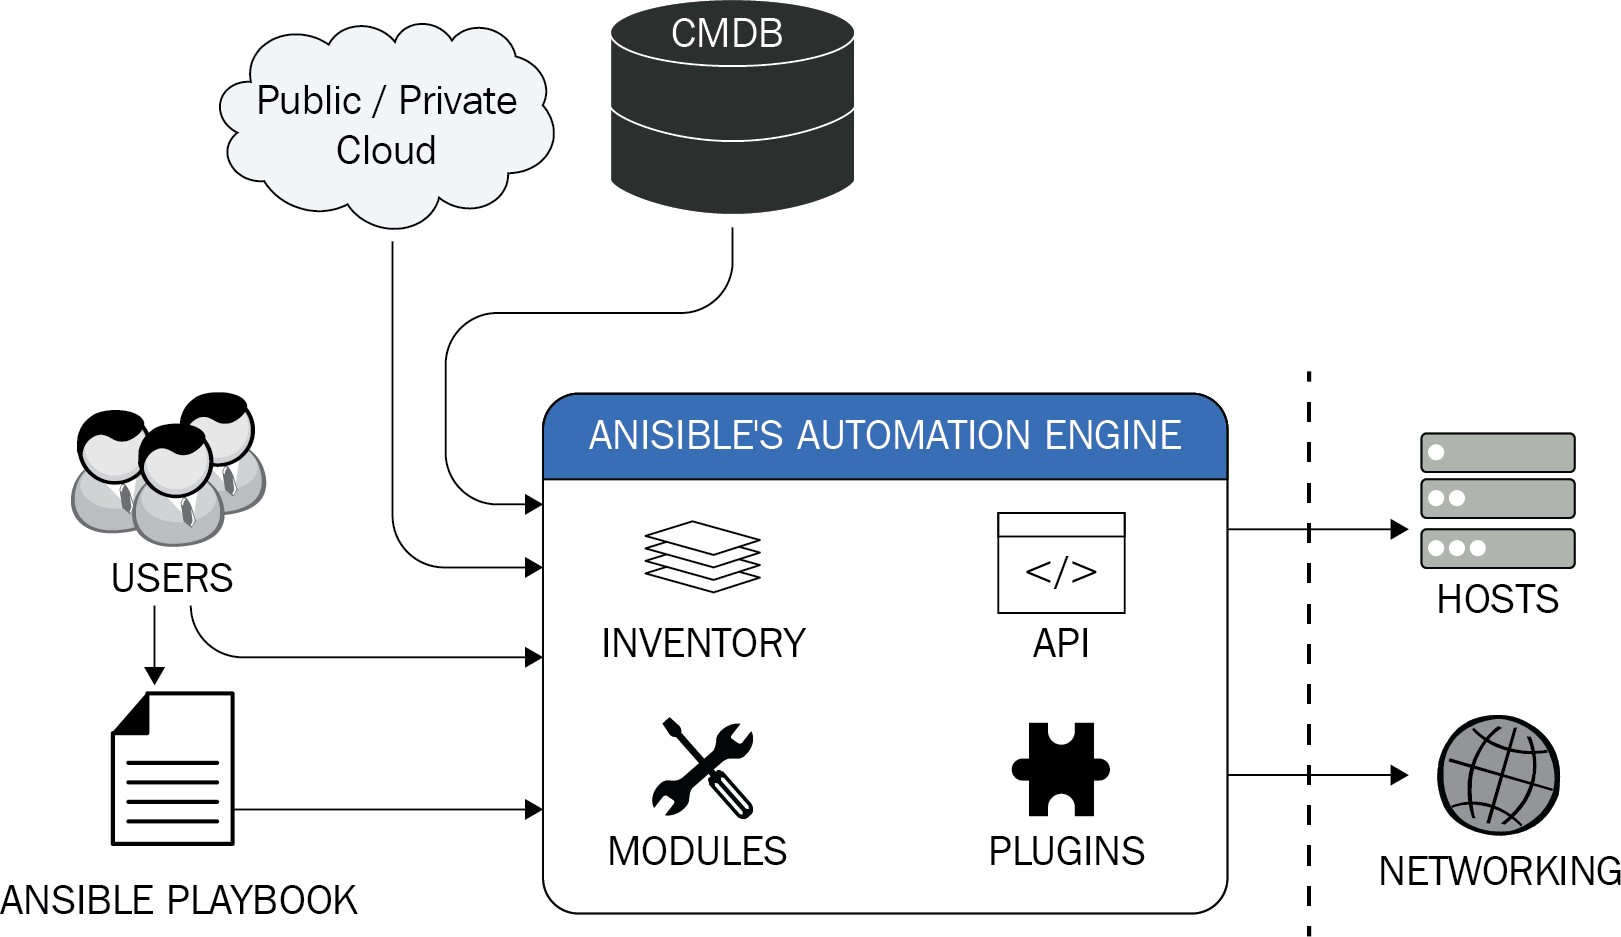 CMDB
Public / Private
Cloud
ANISIBLE'S AUTOMATION ENGINE
USERS
</>
HOSTS
INVENTORY
API
MODULES
PLUGINS
NETWORKING
ANSIBLE PLAYBOOK